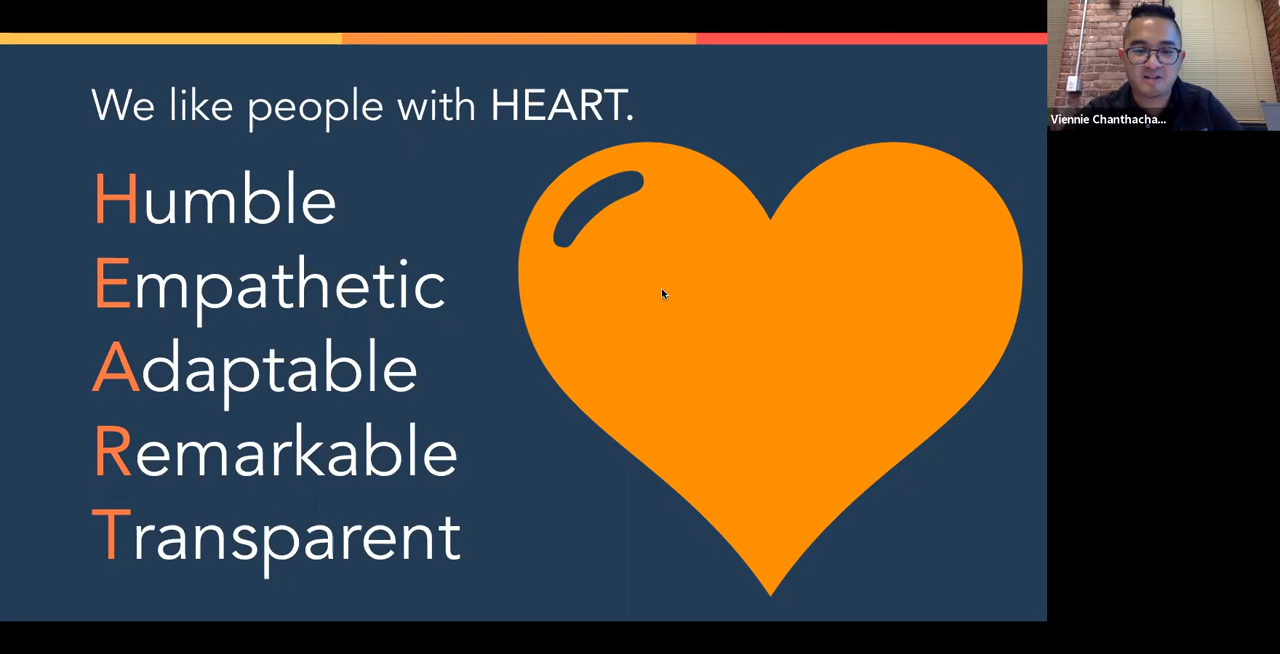 We like people with HEART.
Humble
Empathetic
Adaptable
Remarkable
Transparent
Viennie Chanthacha...